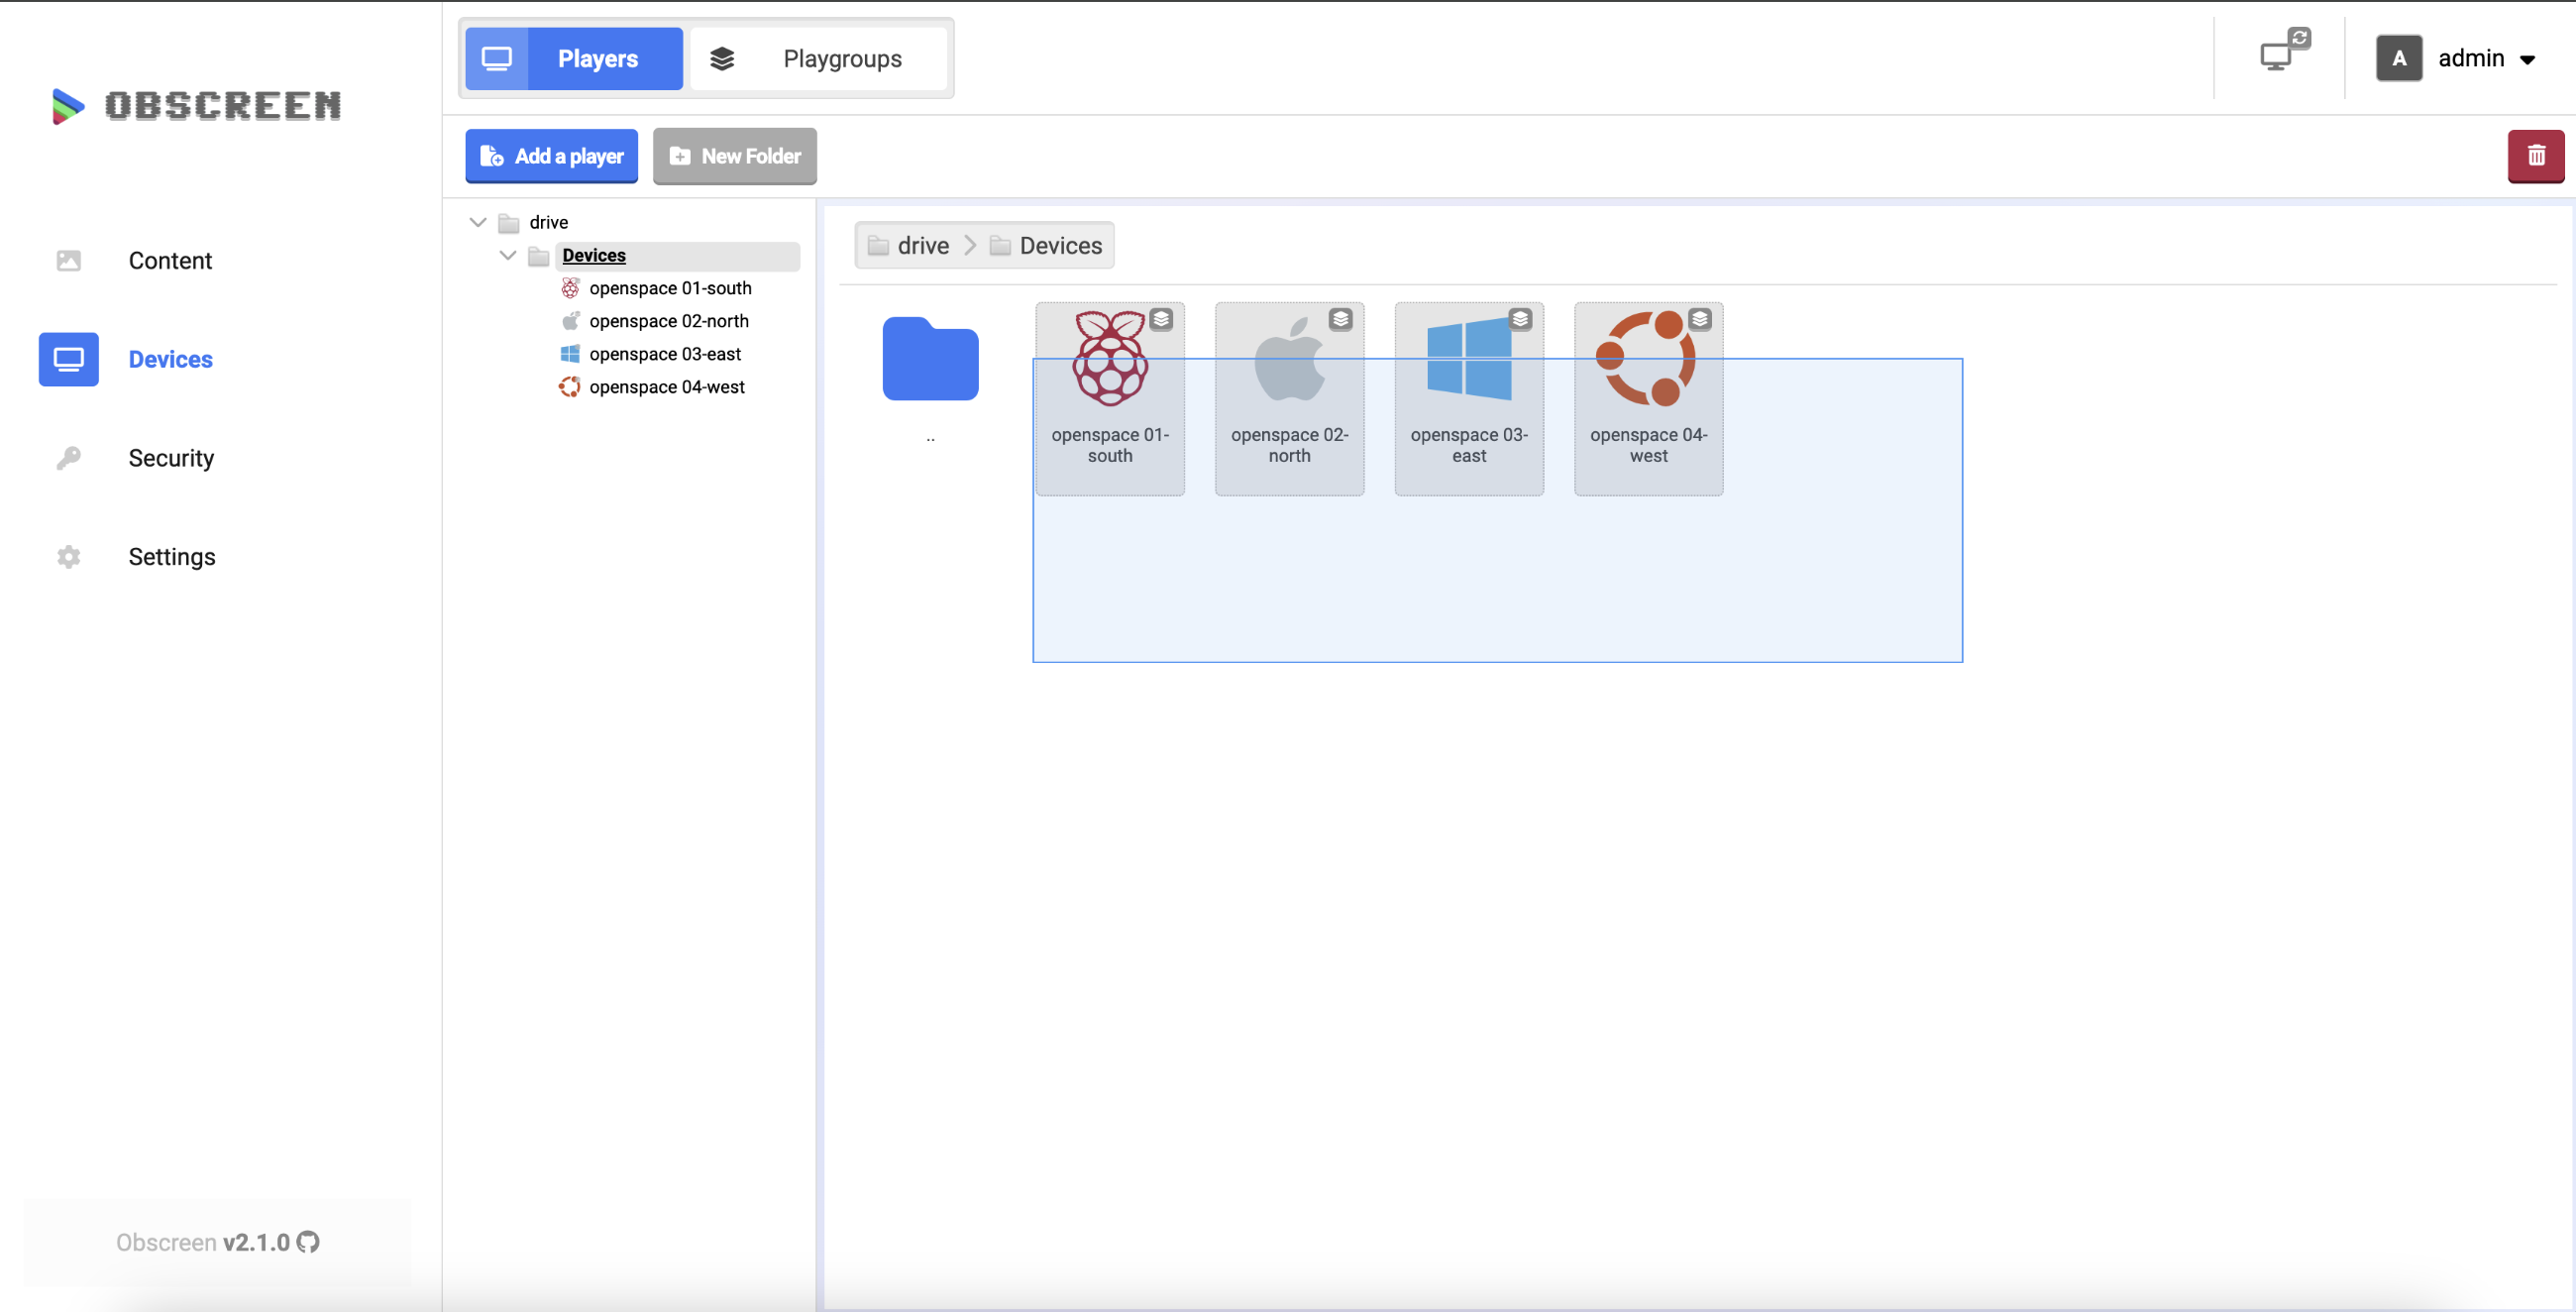 OBSCREEN
Players
Playgroups
A
admin
Add a player
New Folder
Content
Devices
Security
Settings
Obscreen v2.1.0
drive
Devices
openspace 01-south
openspace 02-north
openspace 03-east
openspace 04-west
drive
Devices
..
openspace 01-
south
openspace 02-
north
openspace 03-
east
openspace 04-
west